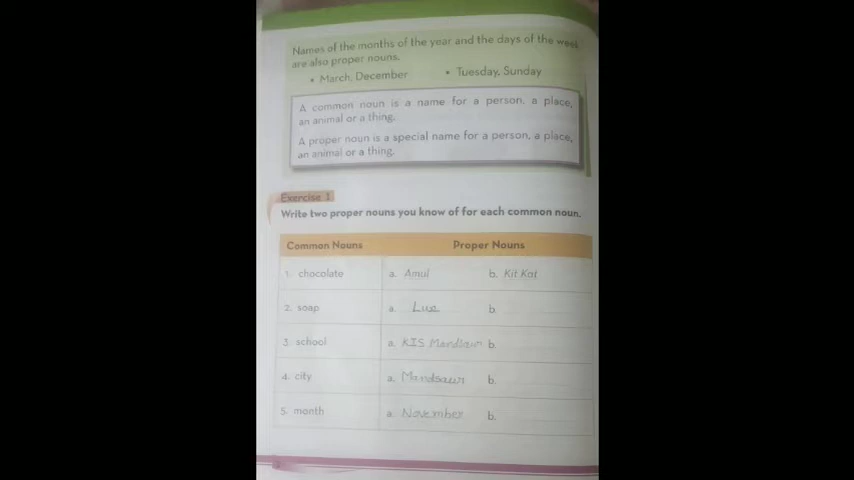 Names of the months of the year and the days of the week
are also proper nouns.
• March, December • Tuesday, Sunday
A common noun is a name for a person, a place,
an animal or a thing.
A proper noun is a special name for a person, a place,
an animal or a thing.
Exercise 1
Write two proper nouns you know of for each common noun.
Common Nouns Proper Nouns
1. chocolate a. Amul b. Kit Kat
2. soap a. Lux b.
3. school a. KIS Mandsaur b.
4. city a. Mandsaur b.
5. month a. November b.